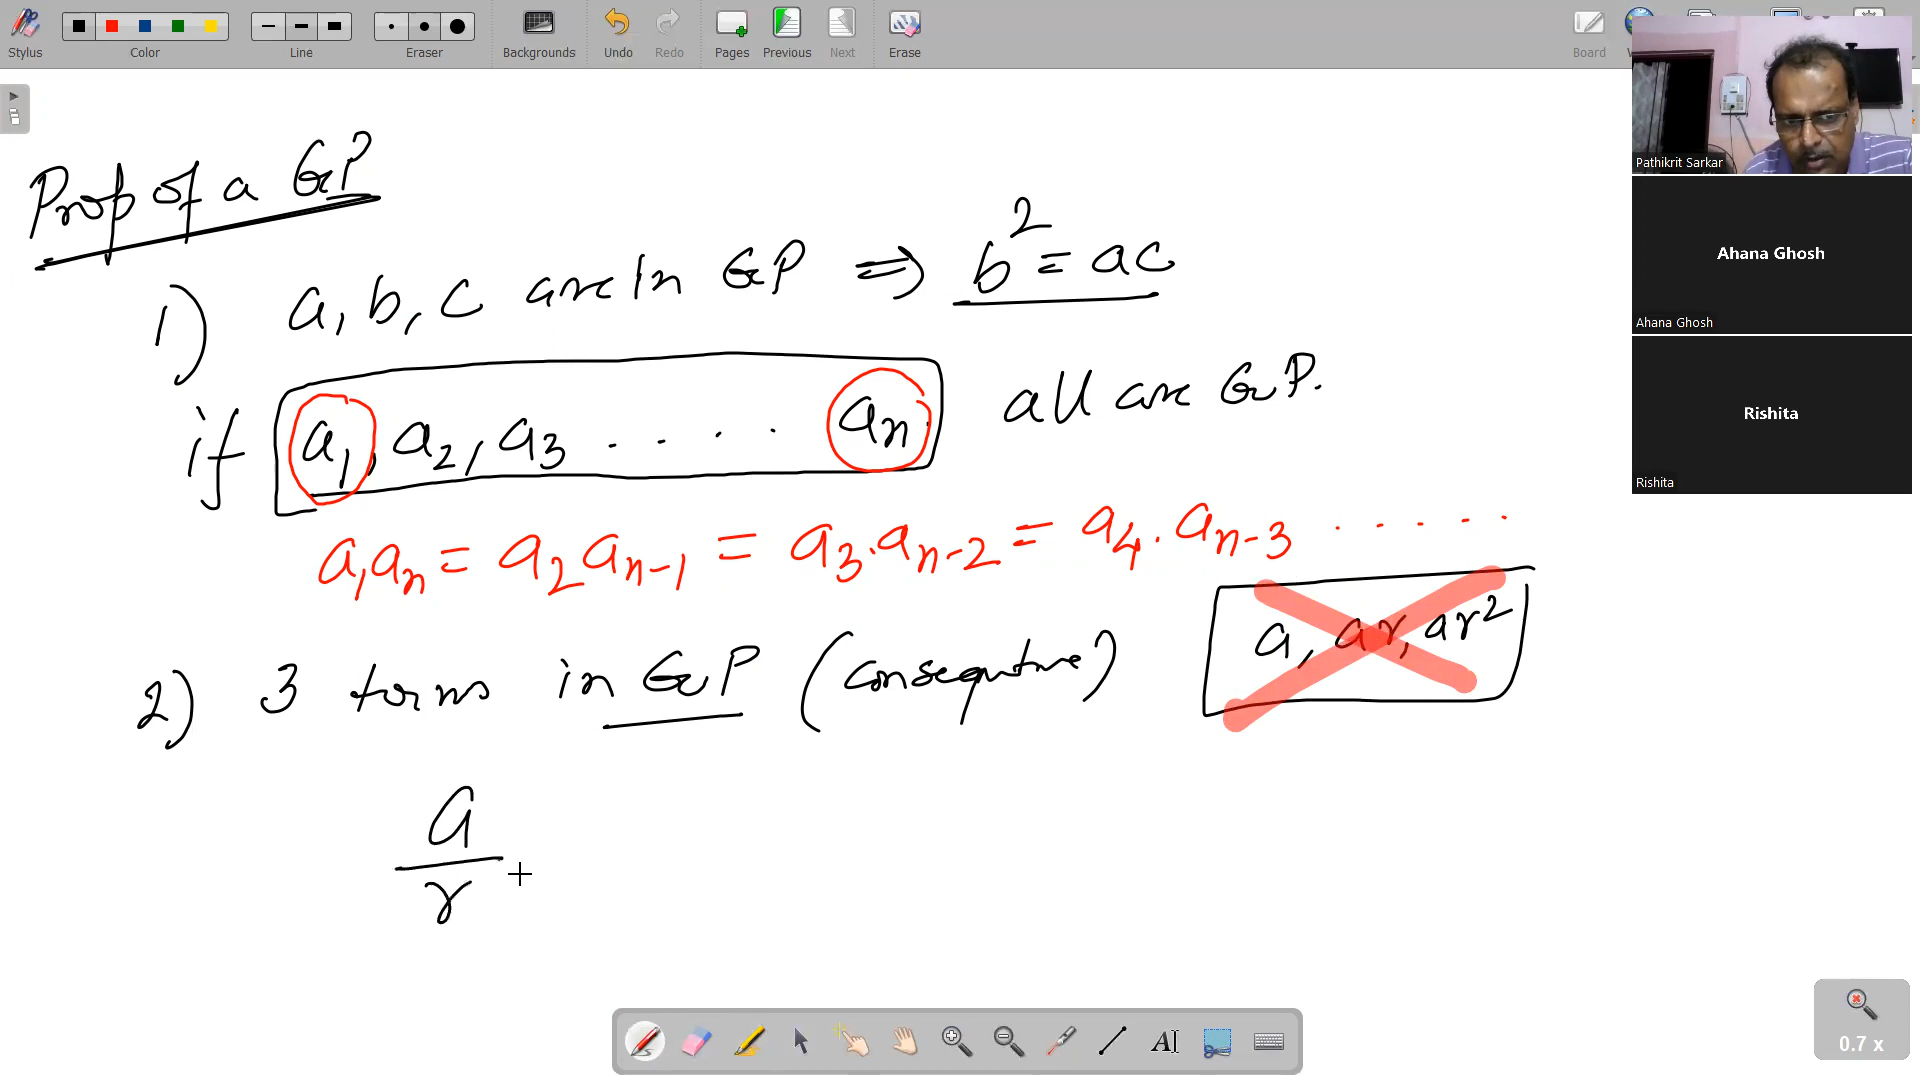 Stylus Color Line Eraser Backgrounds Undo Redo Pages Previous Next Erase Board
Pathikrit Sarkar
Ahana Ghosh
Ahana Ghosh
Rishita
Rishita
Prop of a GP
1) a, b, c are in GP ⇒ b² = ac
if a₁, a₂, a₃ ........ aₙ. all are GP.
a₁aₙ = a₂aₙ₋₁ = a₃.aₙ₋₂ = a₄.aₙ₋₃ .....
a, ar, ar²
2) 3 terms in GP (consequtive)
a/r
0.7 x